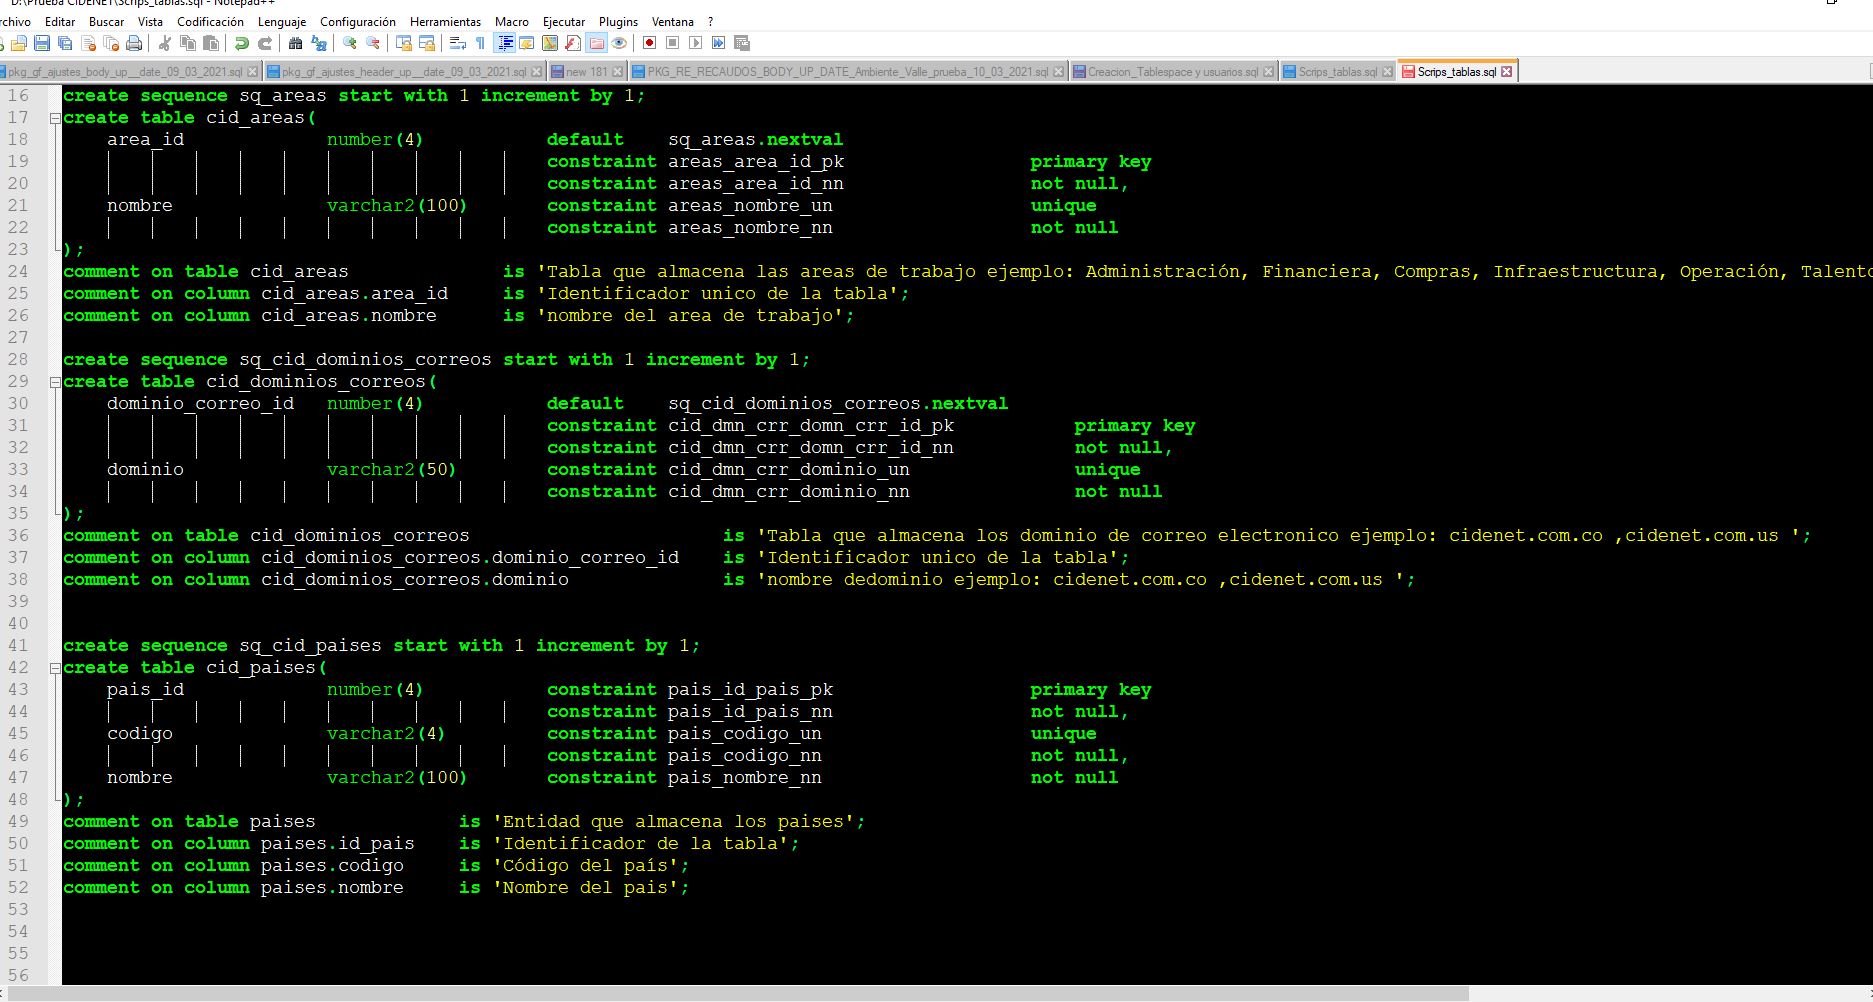 D:\Prueba CIDENET\Scrips_tablas.sql - Notepad++
rchivo Editar Buscar Vista Codificación Lenguaje Configuración Herramientas Macro Ejecutar Plugins Ventana ?
pkg_gf_ajustes_body_up__date_09_03_2021.sql pkg_gf_ajustes_header_up__date_09_03_2021.sql new 181 PKG_RE_RECAUDOS_BODY_UP_DATE_Ambiente_Valle_prueba_10_03_2021.sql Creacion_Tablespace y usuarios.sql Scrips_tablas.sql Scrips_tablas.sql
16 create sequence sq_areas start with 1 increment by 1;
17 create table cid_areas(
18 area_id number(4) default sq_areas.nextval
19 constraint areas_area_id_pk primary key
20 constraint areas_area_id_nn not null,
21 nombre varchar2(100) constraint areas_nombre_un unique
22 constraint areas_nombre_nn not null
23 );
24 comment on table cid_areas is 'Tabla que almacena las areas de trabajo ejemplo: Administración, Financiera, Compras, Infraestructura, Operación, Talento
25 comment on column cid_areas.area_id is 'Identificador unico de la tabla';
26 comment on column cid_areas.nombre is 'nombre del area de trabajo';
27
28 create sequence sq_cid_dominios_correos start with 1 increment by 1;
29 create table cid_dominios_correos(
30 dominio_correo_id number(4) default sq_cid_dominios_correos.nextval
31 constraint cid_dmn_crr_domn_crr_id_pk primary key
32 constraint cid_dmn_crr_domn_crr_id_nn not null,
33 dominio varchar2(50) constraint cid_dmn_crr_dominio_un unique
34 constraint cid_dmn_crr_dominio_nn not null
35 );
36 comment on table cid_dominios_correos is 'Tabla que almacena los dominio de correo electronico ejemplo: cidenet.com.co ,cidenet.com.us ';
37 comment on column cid_dominios_correos.dominio_correo_id is 'Identificador unico de la tabla';
38 comment on column cid_dominios_correos.dominio is 'nombre dedominio ejemplo: cidenet.com.co ,cidenet.com.us ';
39
40
41 create sequence sq_cid_paises start with 1 increment by 1;
42 create table cid_paises(
43 pais_id number(4) constraint pais_id_pais_pk primary key
44 constraint pais_id_pais_nn not null,
45 codigo varchar2(4) constraint pais_codigo_un unique
46 constraint pais_codigo_nn not null,
47 nombre varchar2(100) constraint pais_nombre_nn not null
48 );
49 comment on table paises is 'Entidad que almacena los paises';
50 comment on column paises.id_pais is 'Identificador de la tabla';
51 comment on column paises.codigo is 'Código del país';
52 comment on column paises.nombre is 'Nombre del pais';
53
54
55
56